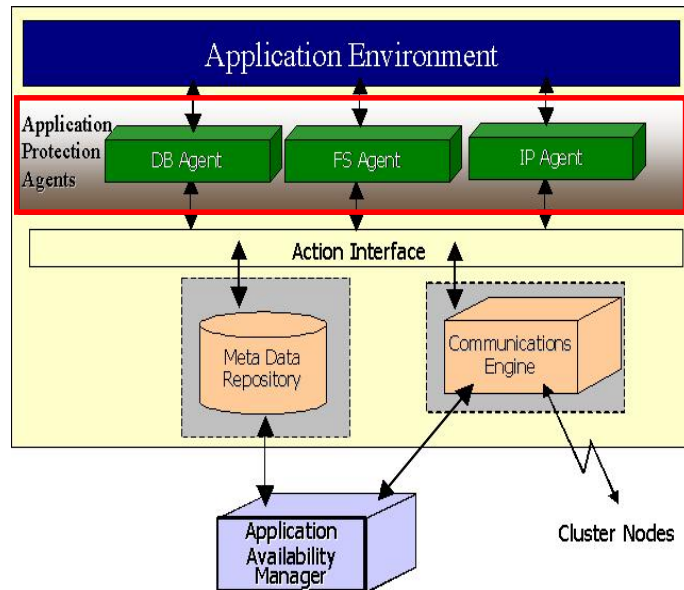 Application Environment
Application
Protection
Agents
DB Agent
FS Agent
IP Agent
Action Interface
Meta Data
Repository
Communications
Engine
Application
Availability
Manager
Cluster Nodes